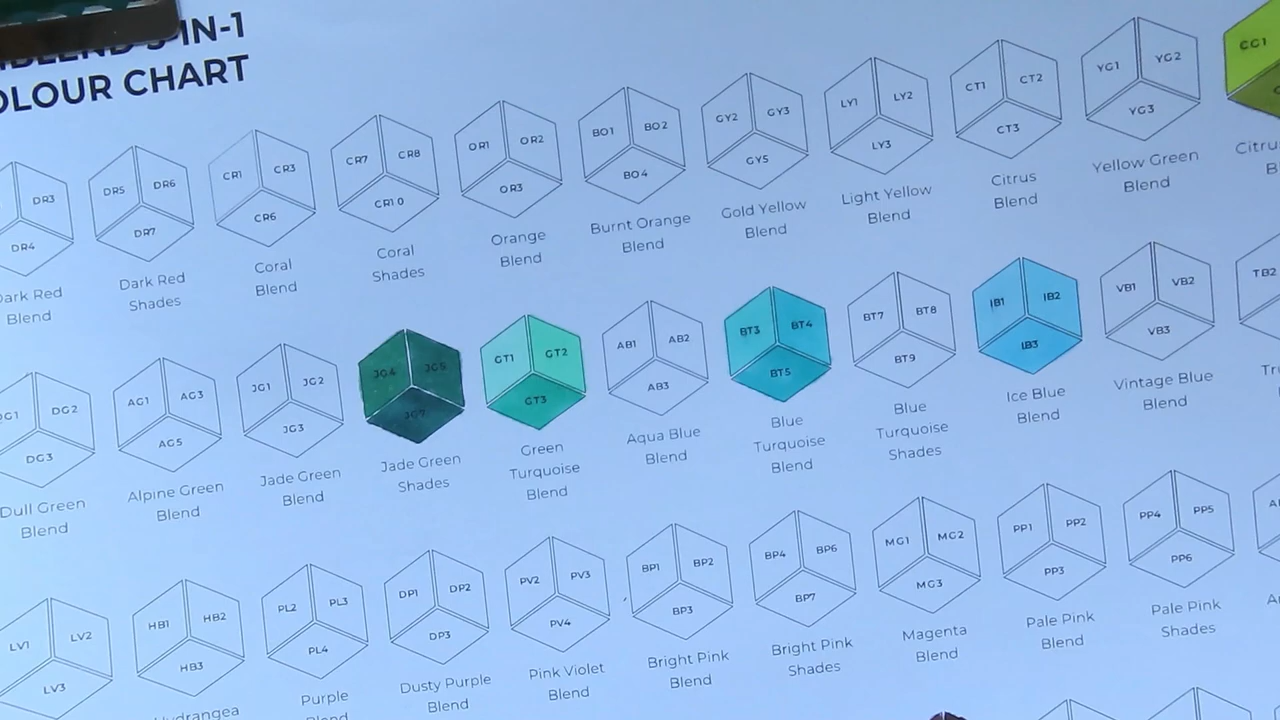 3-IN-1
COLOUR CHART
DR3
DR4
Dark Red
Blend
DR5 DR6
DR7
Dark Red
Shades
CR1 CR3
CR6
Coral
Blend
CR7 CR8
CR10
Coral
Shades
OR1 OR2
OR3
Orange
Blend
BO1 BO2
BO4
Burnt Orange
Blend
GY2 GY3
GY5
Gold Yellow
Blend
LY1 LY2
LY3
Light Yellow
Blend
CT1 CT2
CT3
Citrus
Blend
YG1 YG2
YG3
Yellow Green
Blend
CG1
Citrus
DG1 DG2
DG3
Dull Green
Blend
AG1 AG3
AG5
Alpine Green
Blend
JG1 JG2
JG3
Jade Green
Blend
JG4
JG7
Jade Green
Shades
GT1 GT2
GT3
Green
Turquoise
Blend
AB1 AB2
AB3
Aqua Blue
Blend
BT3 BT4
BT5
Blue
Turquoise
Blend
BT7 BT8
BT9
Blue
Turquoise
Shades
IB1 IB2
IB3
Ice Blue
Blend
VB1 VB2
VB3
Vintage Blue
Blend
TB2
LV1 LV2
LV3
HB1 HB2
HB3
Hydrangea
PL2 PL3
PL4
Purple
Blend
DP1 DP2
DP3
Dusty Purple
Blend
PV2 PV3
PV4
Pink Violet
Blend
BP1 BP2
BP3
Bright Pink
Blend
BP4 BP6
BP7
Bright Pink
Shades
MG1 MG2
MG3
Magenta
Blend
PP1 PP2
PP3
Pale Pink
Blend
PP4 PP5
PP6
Pale Pink
Shades